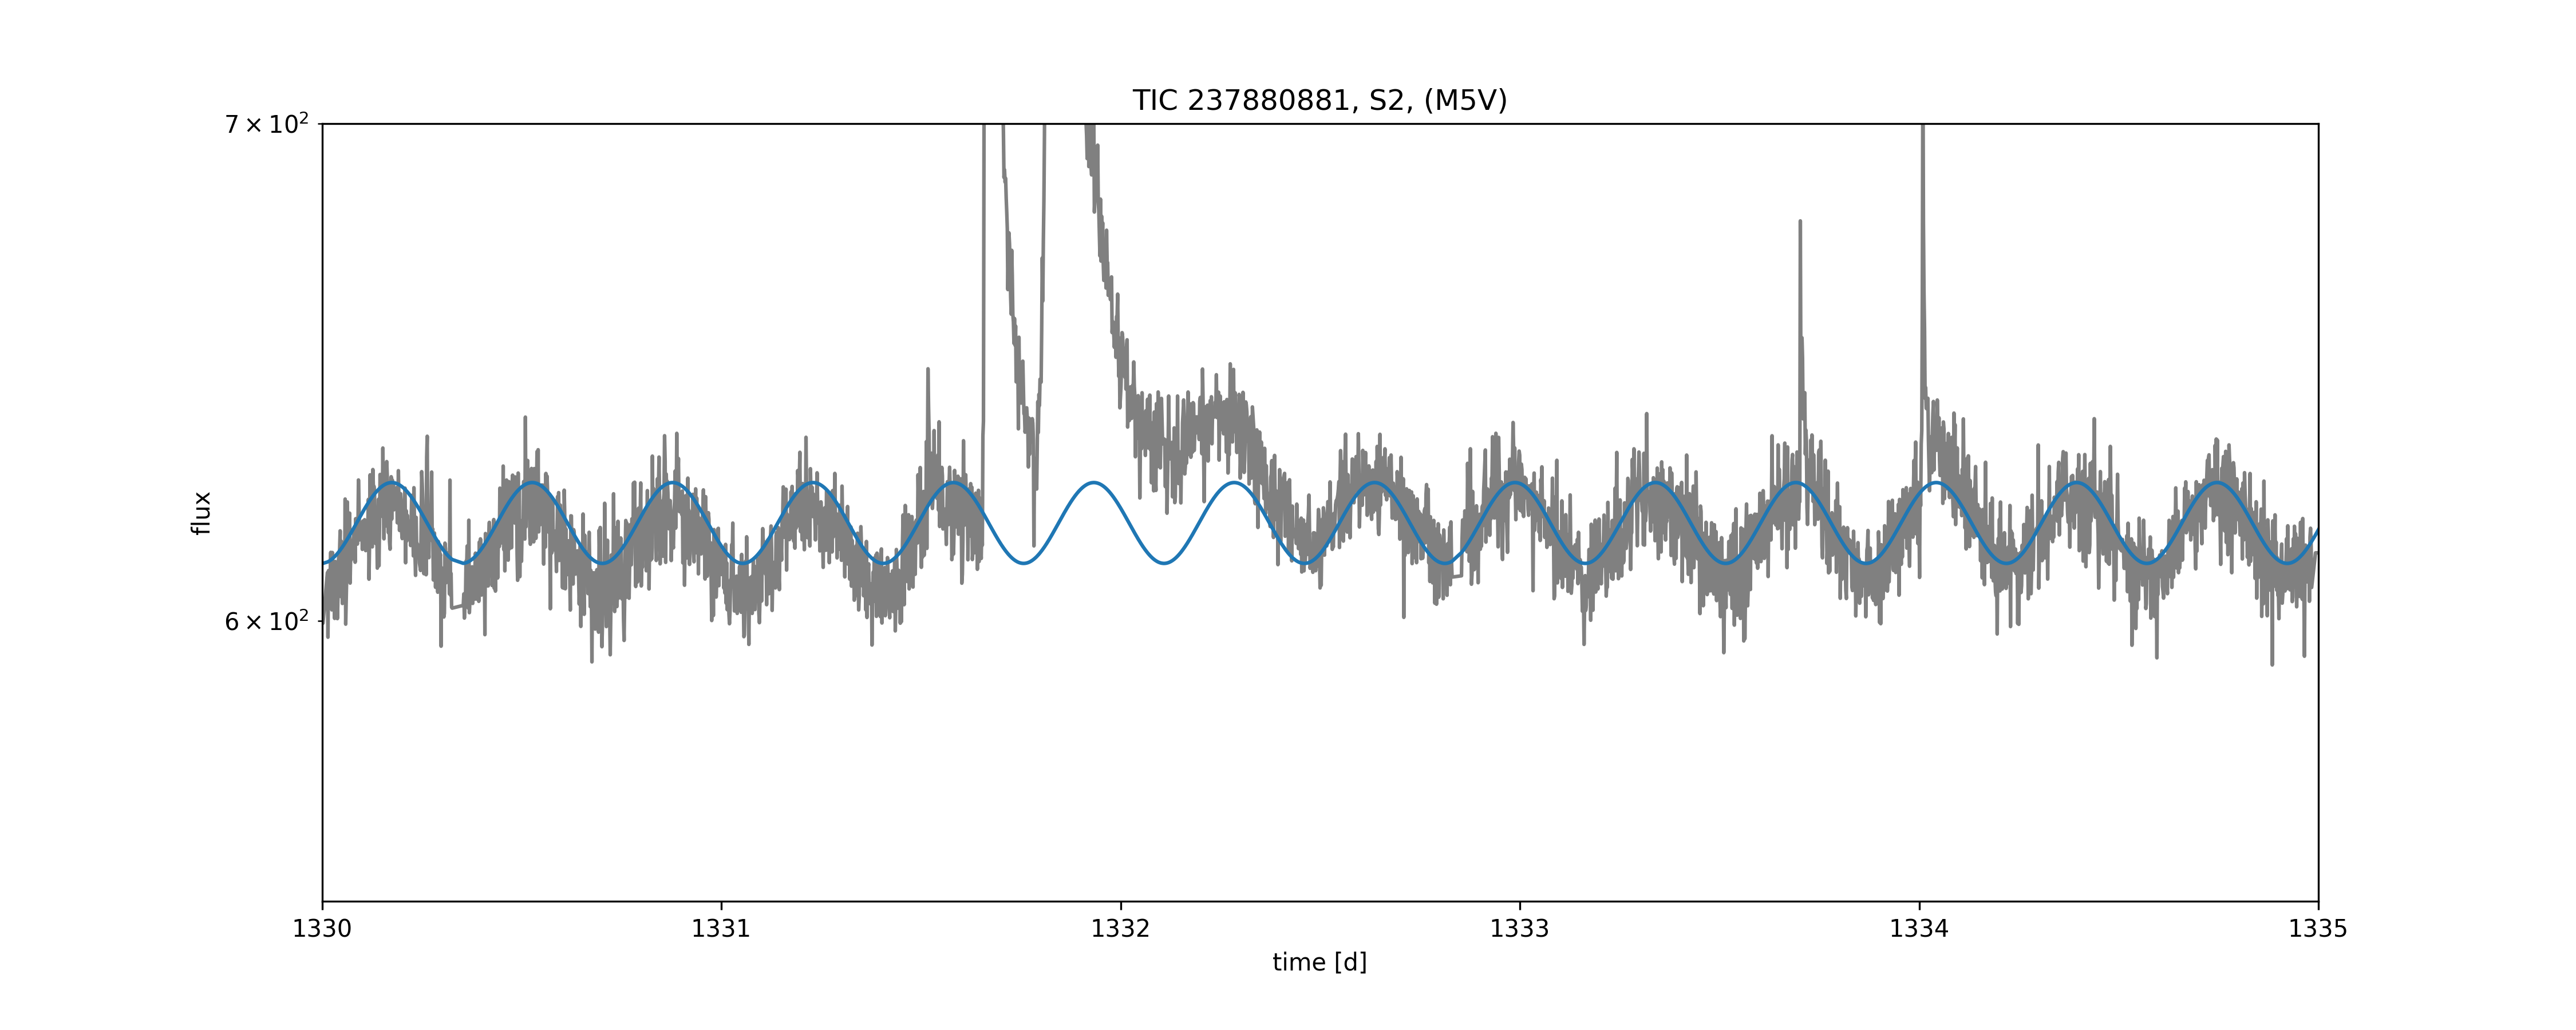 TIC 237880881, S2, (M5V)
7 × 10²
6 × 10²
flux
1330 1331 1332 1333 1334 1335
time [d]